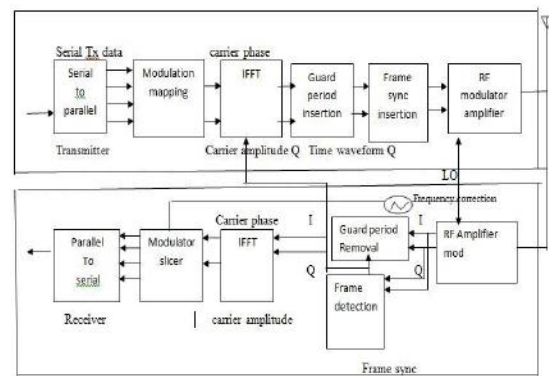 Serial Tx data
carrier phase
Serial
to
parallel
Modulation
mapping
IFFT
Guard
period
insertion
Frame
sync
insertion
RF
modulator
amplifier
Transmitter
Carrier amplitude Q
Time waveform Q
LO
Frequency correction
Carrier phase
I
I
Parallel
To
serial
Modulator
slicer
IFFT
Guard period
Removal
RF Amplifier
mod
Q
Q
Frame
detection
Receiver
carrier amplitude
Frame sync